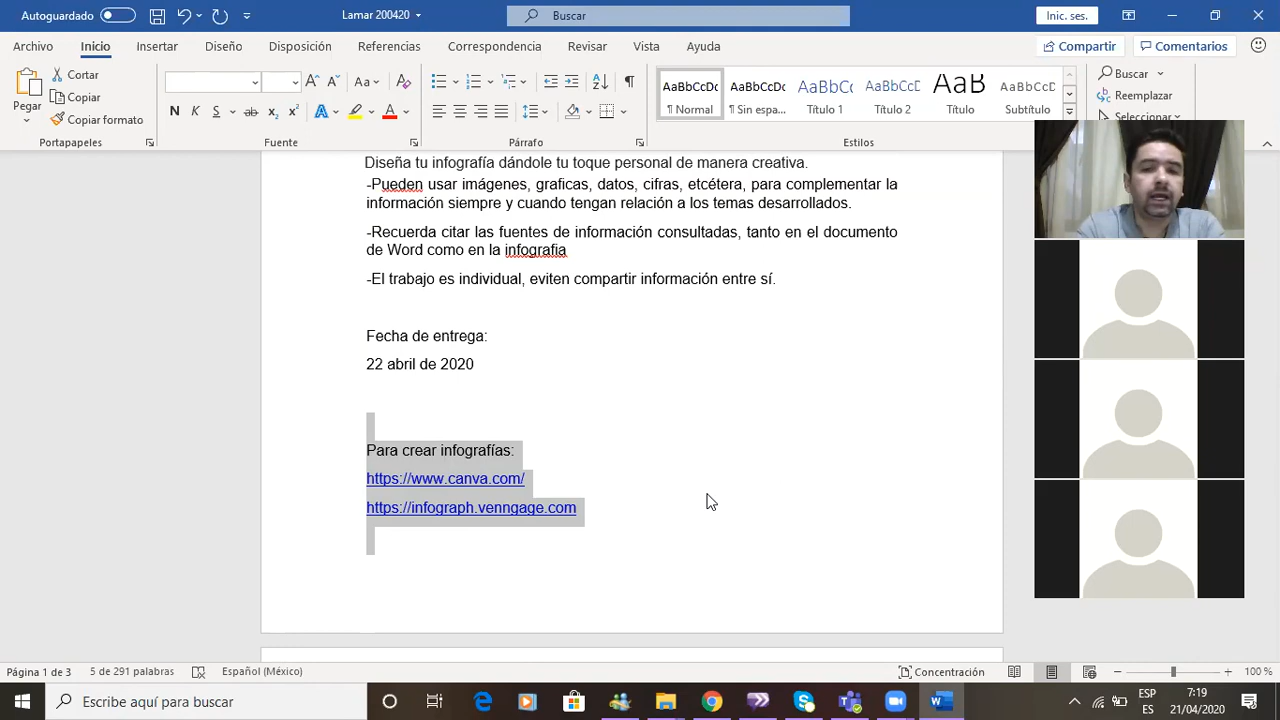 Autoguardado
Lamar 200420
Buscar
Inic. ses.
Archivo Inicio Insertar Diseño Disposición Referencias Correspondencia Revisar Vista Ayuda
Compartir Comentarios
Pegar
Cortar
Copiar
Copiar formato
Portapapeles
N K S ab x₂ x²
Aa
A A
Fuente
Párrafo
AaBbCcDc AaBbCcDc AaBbCc AaBbCcD AaB AaBbCcD
¶ Normal ¶ Sin espa... Título 1 Título 2 Título Subtítulo
Estilos
Buscar
Reemplazar
Seleccionar
Diseña tu infografía dándole tu toque personal de manera creativa.
-Pueden usar imágenes, graficas, datos, cifras, etcétera, para complementar la
información siempre y cuando tengan relación a los temas desarrollados.
-Recuerda citar las fuentes de información consultadas, tanto en el documento
de Word como en la infografia
-El trabajo es individual, eviten compartir información entre sí.
Fecha de entrega:
22 abril de 2020
Para crear infografías:
https://www.canva.com/
https://infograph.venngage.com
Página 1 de 3 5 de 291 palabras Español (México)
Concentración
100 %
Escribe aquí para buscar
ESP
ES
7:19
21/04/2020